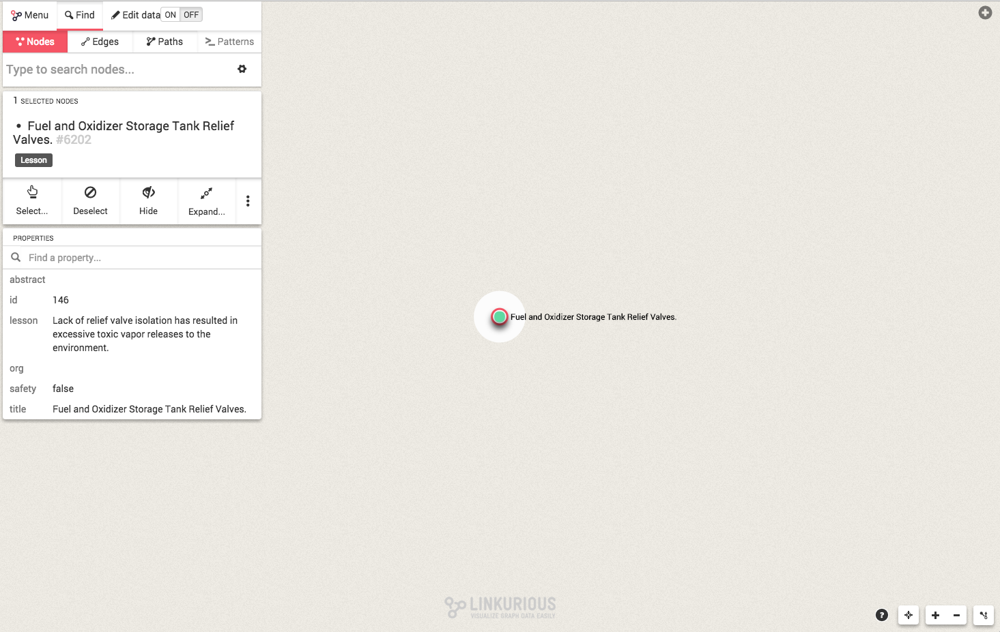 Menu Find Edit data ON OFF
Nodes Edges Paths Patterns
Type to search nodes...
1 SELECTED NODES
• Fuel and Oxidizer Storage Tank Relief
Valves. #6202
Lesson
Select... Deselect Hide Expand...
PROPERTIES
Find a property...
abstract
id 146
lesson Lack of relief valve isolation has resulted in
excessive toxic vapor releases to the
environment.
org
safety false
title Fuel and Oxidizer Storage Tank Relief Valves.
Fuel and Oxidizer Storage Tank Relief Valves.
LINKURIOUS
VISUALIZE GRAPH DATA EASILY